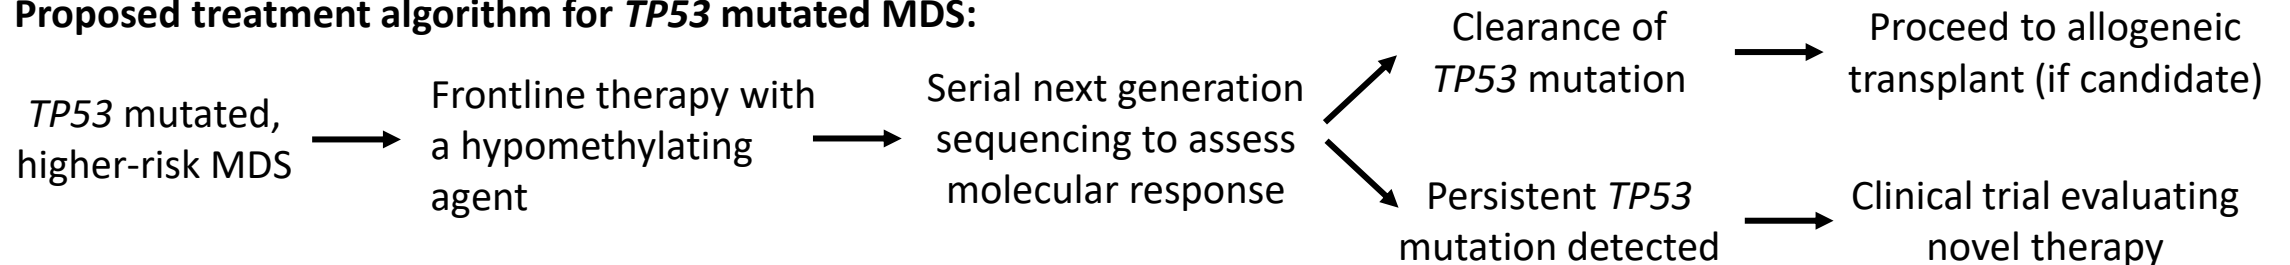 Proposed treatment algorithm for TP53 mutated MDS:
TP53 mutated,
higher-risk MDS
Frontline therapy with
a hypomethylating
agent
Serial next generation
sequencing to assess
molecular response
Clearance of
TP53 mutation
Proceed to allogeneic
transplant (if candidate)
Persistent TP53
mutation detected
Clinical trial evaluating
novel therapy